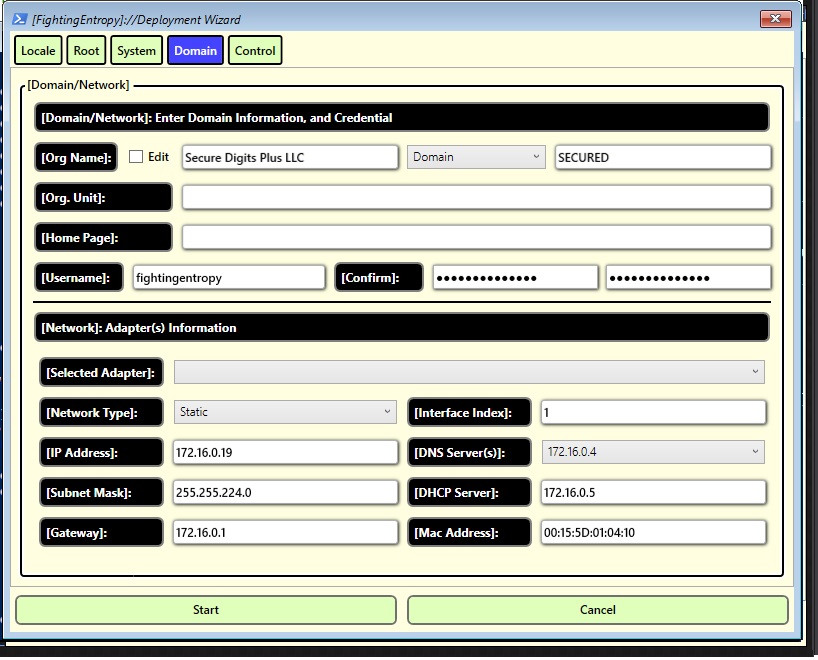 [FightingEntropy]://Deployment Wizard
Locale Root System Domain Control
[Domain/Network]
[Domain/Network]: Enter Domain Information, and Credential
[Org Name]: Edit Secure Digits Plus LLC Domain SECURED
[Org. Unit]:
[Home Page]:
[Username]: fightingentropy [Confirm]: ●●●●●●●●●●●●●● ●●●●●●●●●●●●●●
[Network]: Adapter(s) Information
[Selected Adapter]:
[Network Type]: Static [Interface Index]: 1
[IP Address]: 172.16.0.19 [DNS Server(s)]: 172.16.0.4
[Subnet Mask]: 255.255.224.0 [DHCP Server]: 172.16.0.5
[Gateway]: 172.16.0.1 [Mac Address]: 00:15:5D:01:04:10
Start Cancel